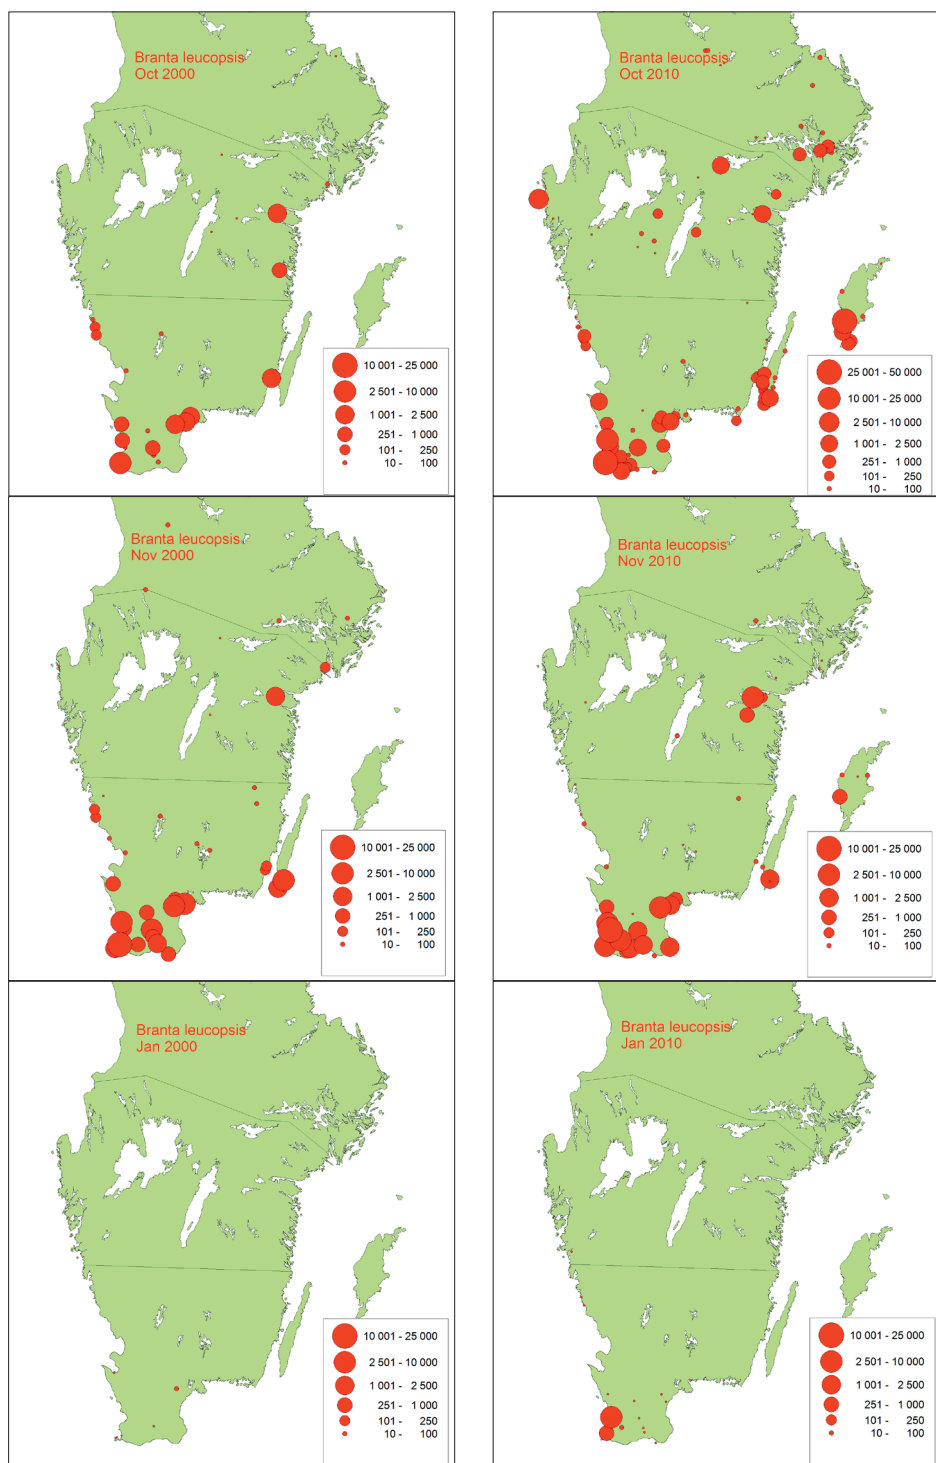 Branta leucopsis
Oct 2000
10 001 - 25 000
2 501 - 10 000
1 001 - 2 500
251 - 1 000
101 - 250
10 - 100
Branta leucopsis
Oct 2010
25 001 - 50 000
10 001 - 25 000
2 501 - 10 000
1 001 - 2 500
251 - 1 000
101 - 250
10 - 100
Branta leucopsis
Nov 2000
10 001 - 25 000
2 501 - 10 000
1 001 - 2 500
251 - 1 000
101 - 250
10 - 100
Branta leucopsis
Nov 2010
10 001 - 25 000
2 501 - 10 000
1 001 - 2 500
251 - 1 000
101 - 250
10 - 100
Branta leucopsis
Jan 2000
10 001 - 25 000
2 501 - 10 000
1 001 - 2 500
251 - 1 000
101 - 250
10 - 100
Branta leucopsis
Jan 2010
10 001 - 25 000
2 501 - 10 000
1 001 - 2 500
251 - 1 000
101 - 250
10 - 100